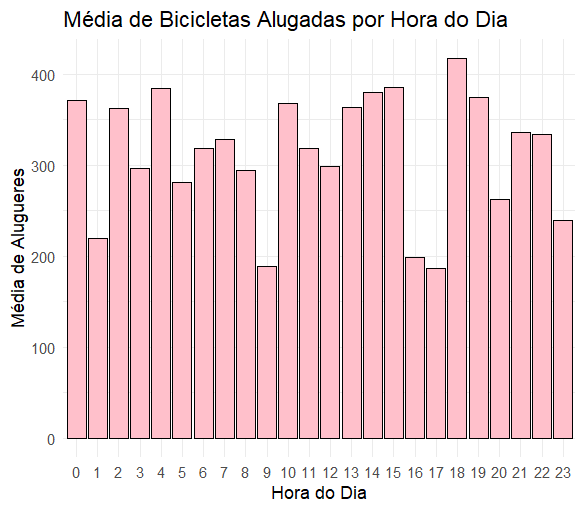 Média de Bicicletas Alugadas por Hora do Dia
Média de Alugueres
400
300
200
100
0
0 1 2 3 4 5 6 7 8 9 10 11 12 13 14 15 16 17 18 19 20 21 22 23
Hora do Dia